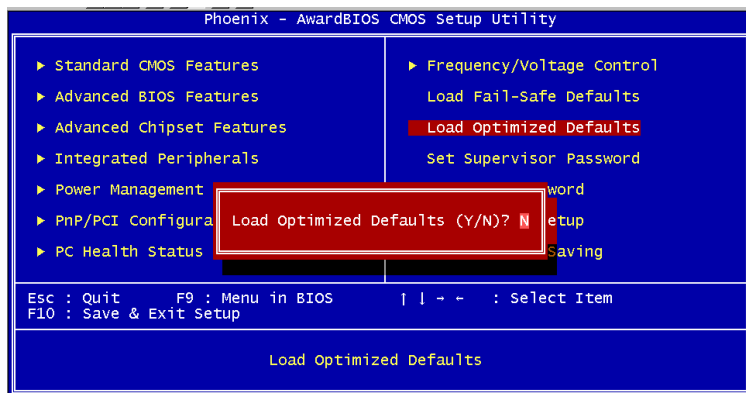 Phoenix - AwardBIOS CMOS Setup Utility
Standard CMOS Features
Advanced BIOS Features
Advanced Chipset Features
Integrated Peripherals
Power Management
PnP/PCI Configura
PC Health Status
Frequency/Voltage Control
Load Fail-Safe Defaults
Load Optimized Defaults
Set Supervisor Password
word
etup
Saving
Load Optimized Defaults (Y/N)? N
Esc : Quit F9 : Menu in BIOS ↑ ↓ → ← : Select Item
F10 : Save & Exit Setup
Load Optimized Defaults